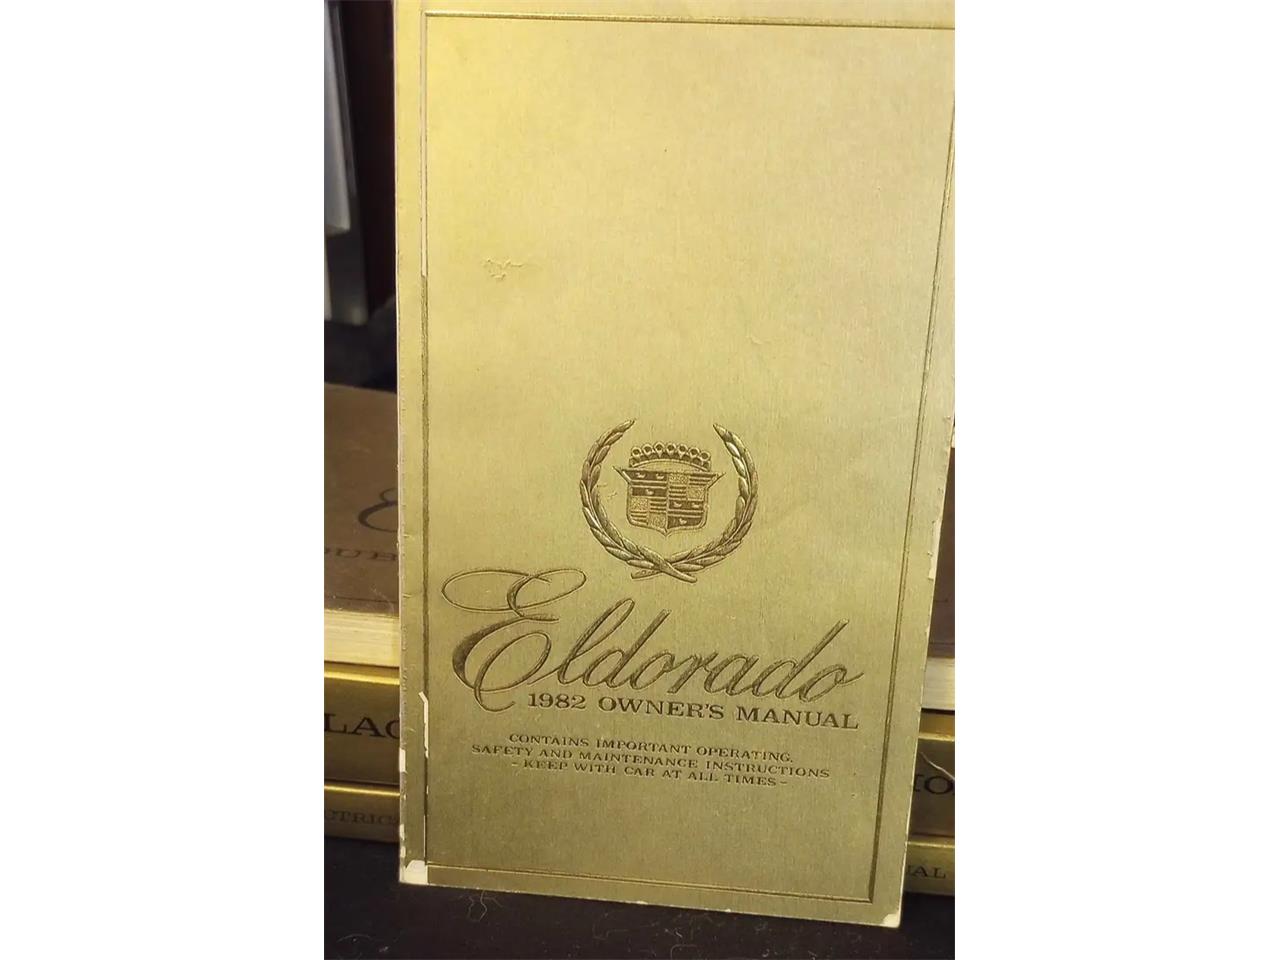 Eldorado
1982 OWNER'S MANUAL
CONTAINS IMPORTANT OPERATING,
SAFETY AND MAINTENANCE INSTRUCTIONS
- KEEP WITH CAR AT ALL TIMES -